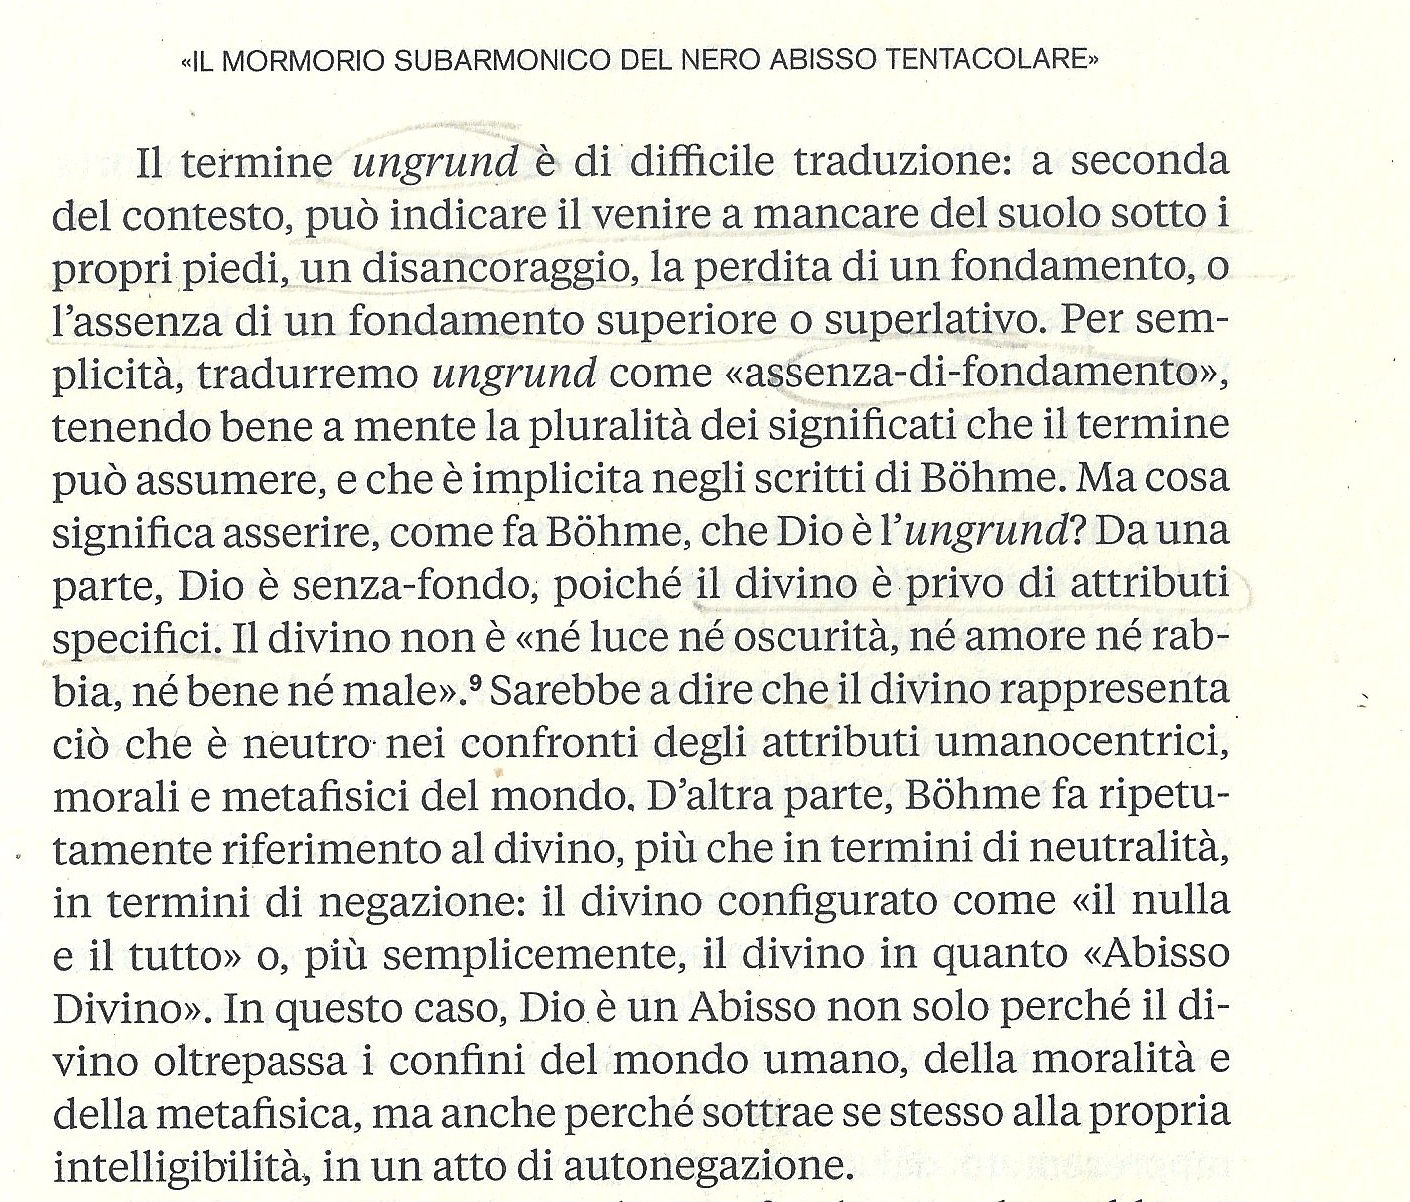 «IL MORMORIO SUBARMONICO DEL NERO ABISSO TENTACOLARE»
Il termine ungrund è di difficile traduzione: a seconda
del contesto, può indicare il venire a mancare del suolo sotto i
propri piedi, un disancoraggio, la perdita di un fondamento, o
l’assenza di un fondamento superiore o superlativo. Per sem-
plicità, tradurremo ungrund come «assenza-di-fondamento»,
tenendo bene a mente la pluralità dei significati che il termine
può assumere, e che è implicita negli scritti di Böhme. Ma cosa
significa asserire, come fa Böhme, che Dio è l’ungrund? Da una
parte, Dio è senza-fondo, poiché il divino è privo di attributi
specifici. Il divino non è «né luce né oscurità, né amore né rab-
bia, né bene né male».⁹ Sarebbe a dire che il divino rappresenta
ciò che è neutro nei confronti degli attributi umanocentrici,
morali e metafisici del mondo. D’altra parte, Böhme fa ripetu-
tamente riferimento al divino, più che in termini di neutralità,
in termini di negazione: il divino configurato come «il nulla
e il tutto» o, più semplicemente, il divino in quanto «Abisso
Divino». In questo caso, Dio è un Abisso non solo perché il di-
vino oltrepassa i confini del mondo umano, della moralità e
della metafisica, ma anche perché sottrae se stesso alla propria
intelligibilità, in un atto di autonegazione.